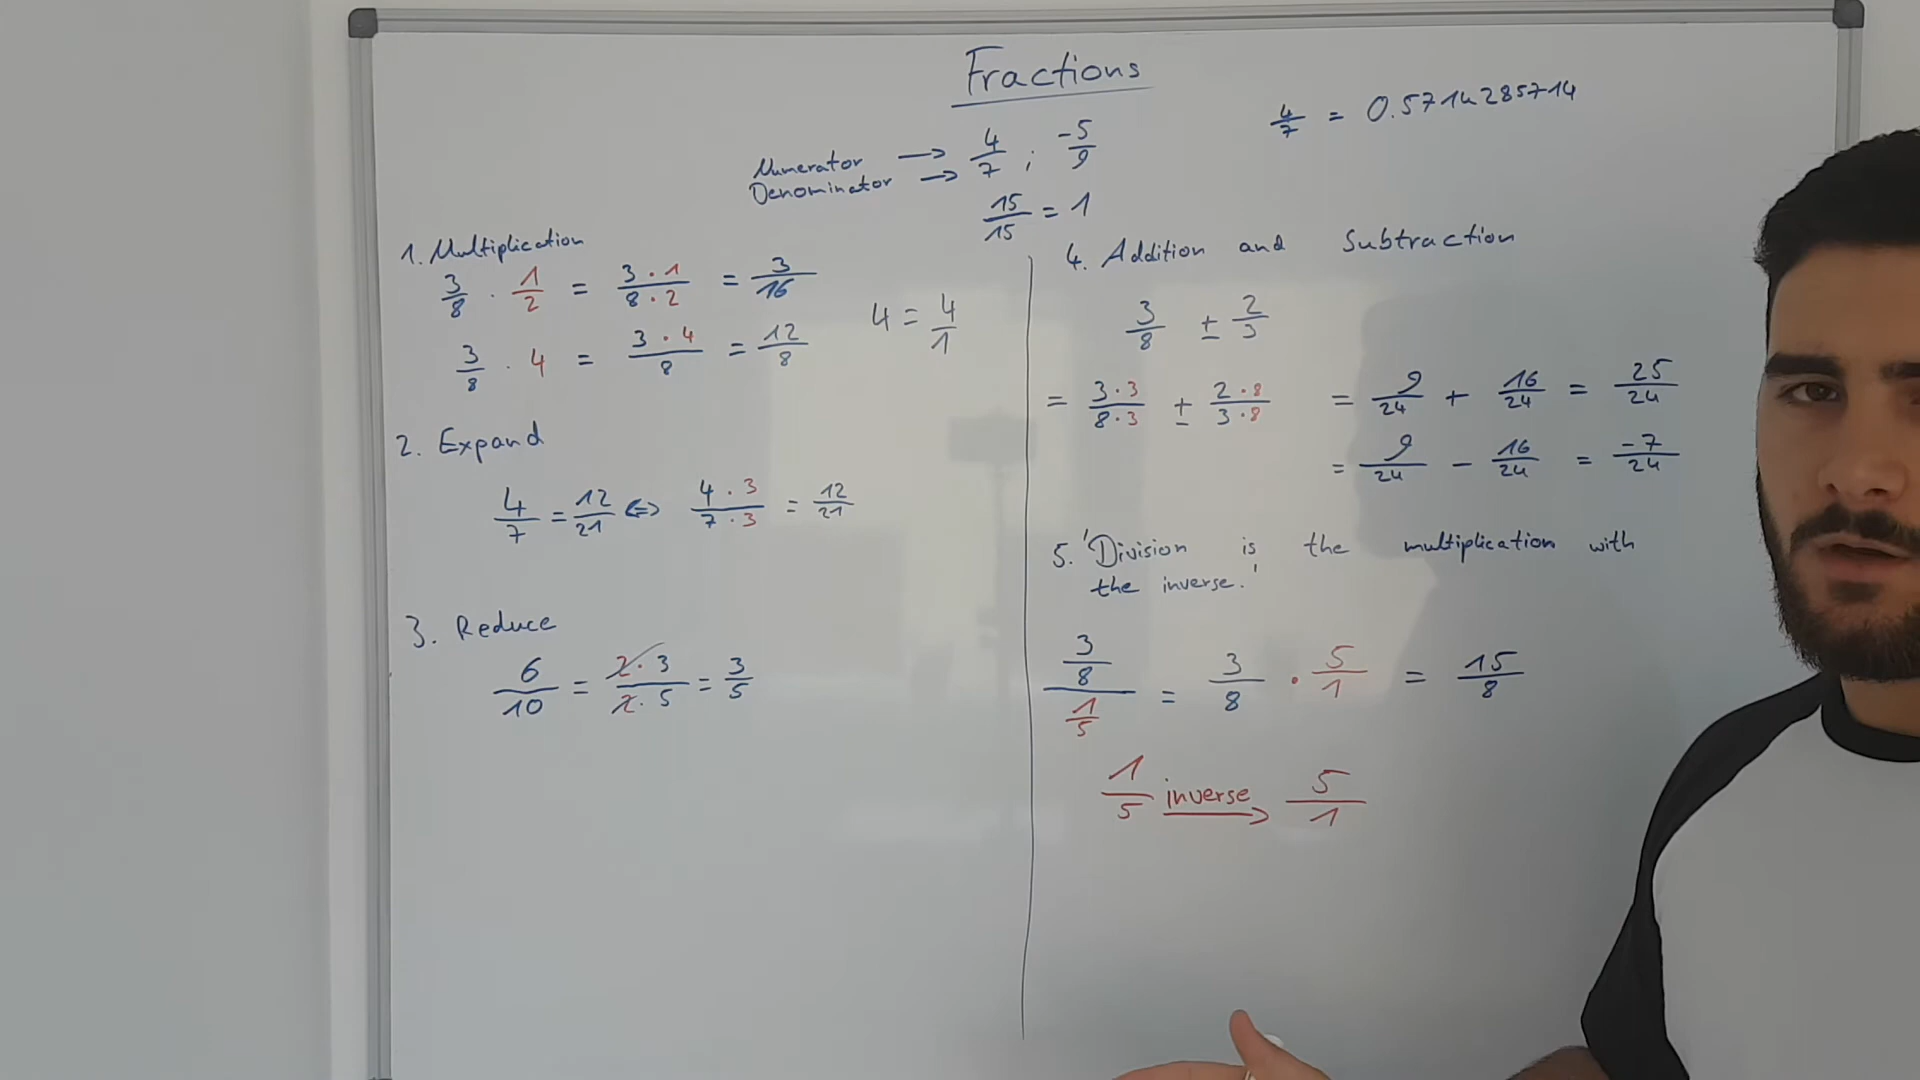 Fractions
4/7 = 0.5714285714
Numerator → 4/7 ; -5/9
Denominator →
15/15 = 1
1. Multiplication
3/8 · 1/2 = 3·1/8·2 = 3/16
3/8 · 4 = 3·4/8 = 12/8
4 = 4/1
2. Expand
4/7 = 12/21 ⇔ 4·3/7·3 = 12/21
3. Reduce
6/10 = 2·3/2·5 = 3/5
4. Addition and Subtraction
3/8 ± 2/3
= 3·3/8·3 ± 2·8/3·8 = 9/24 + 16/24 = 25/24
= 9/24 - 16/24 = -7/24
5. 'Division is the multiplication with
the inverse.'
3/8 / 1/5 = 3/8 · 5/1 = 15/8
1/5 inverse → 5/1